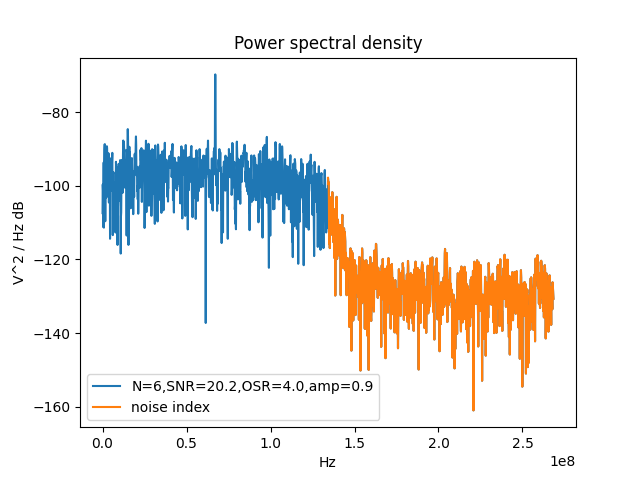 Power spectral density
V^2 / Hz dB
−80
−100
−120
−140
−160
N=6,SNR=20.2,OSR=4.0,amp=0.9
noise index
0.0 0.5 1.0 1.5 2.0 2.5
1e8
Hz